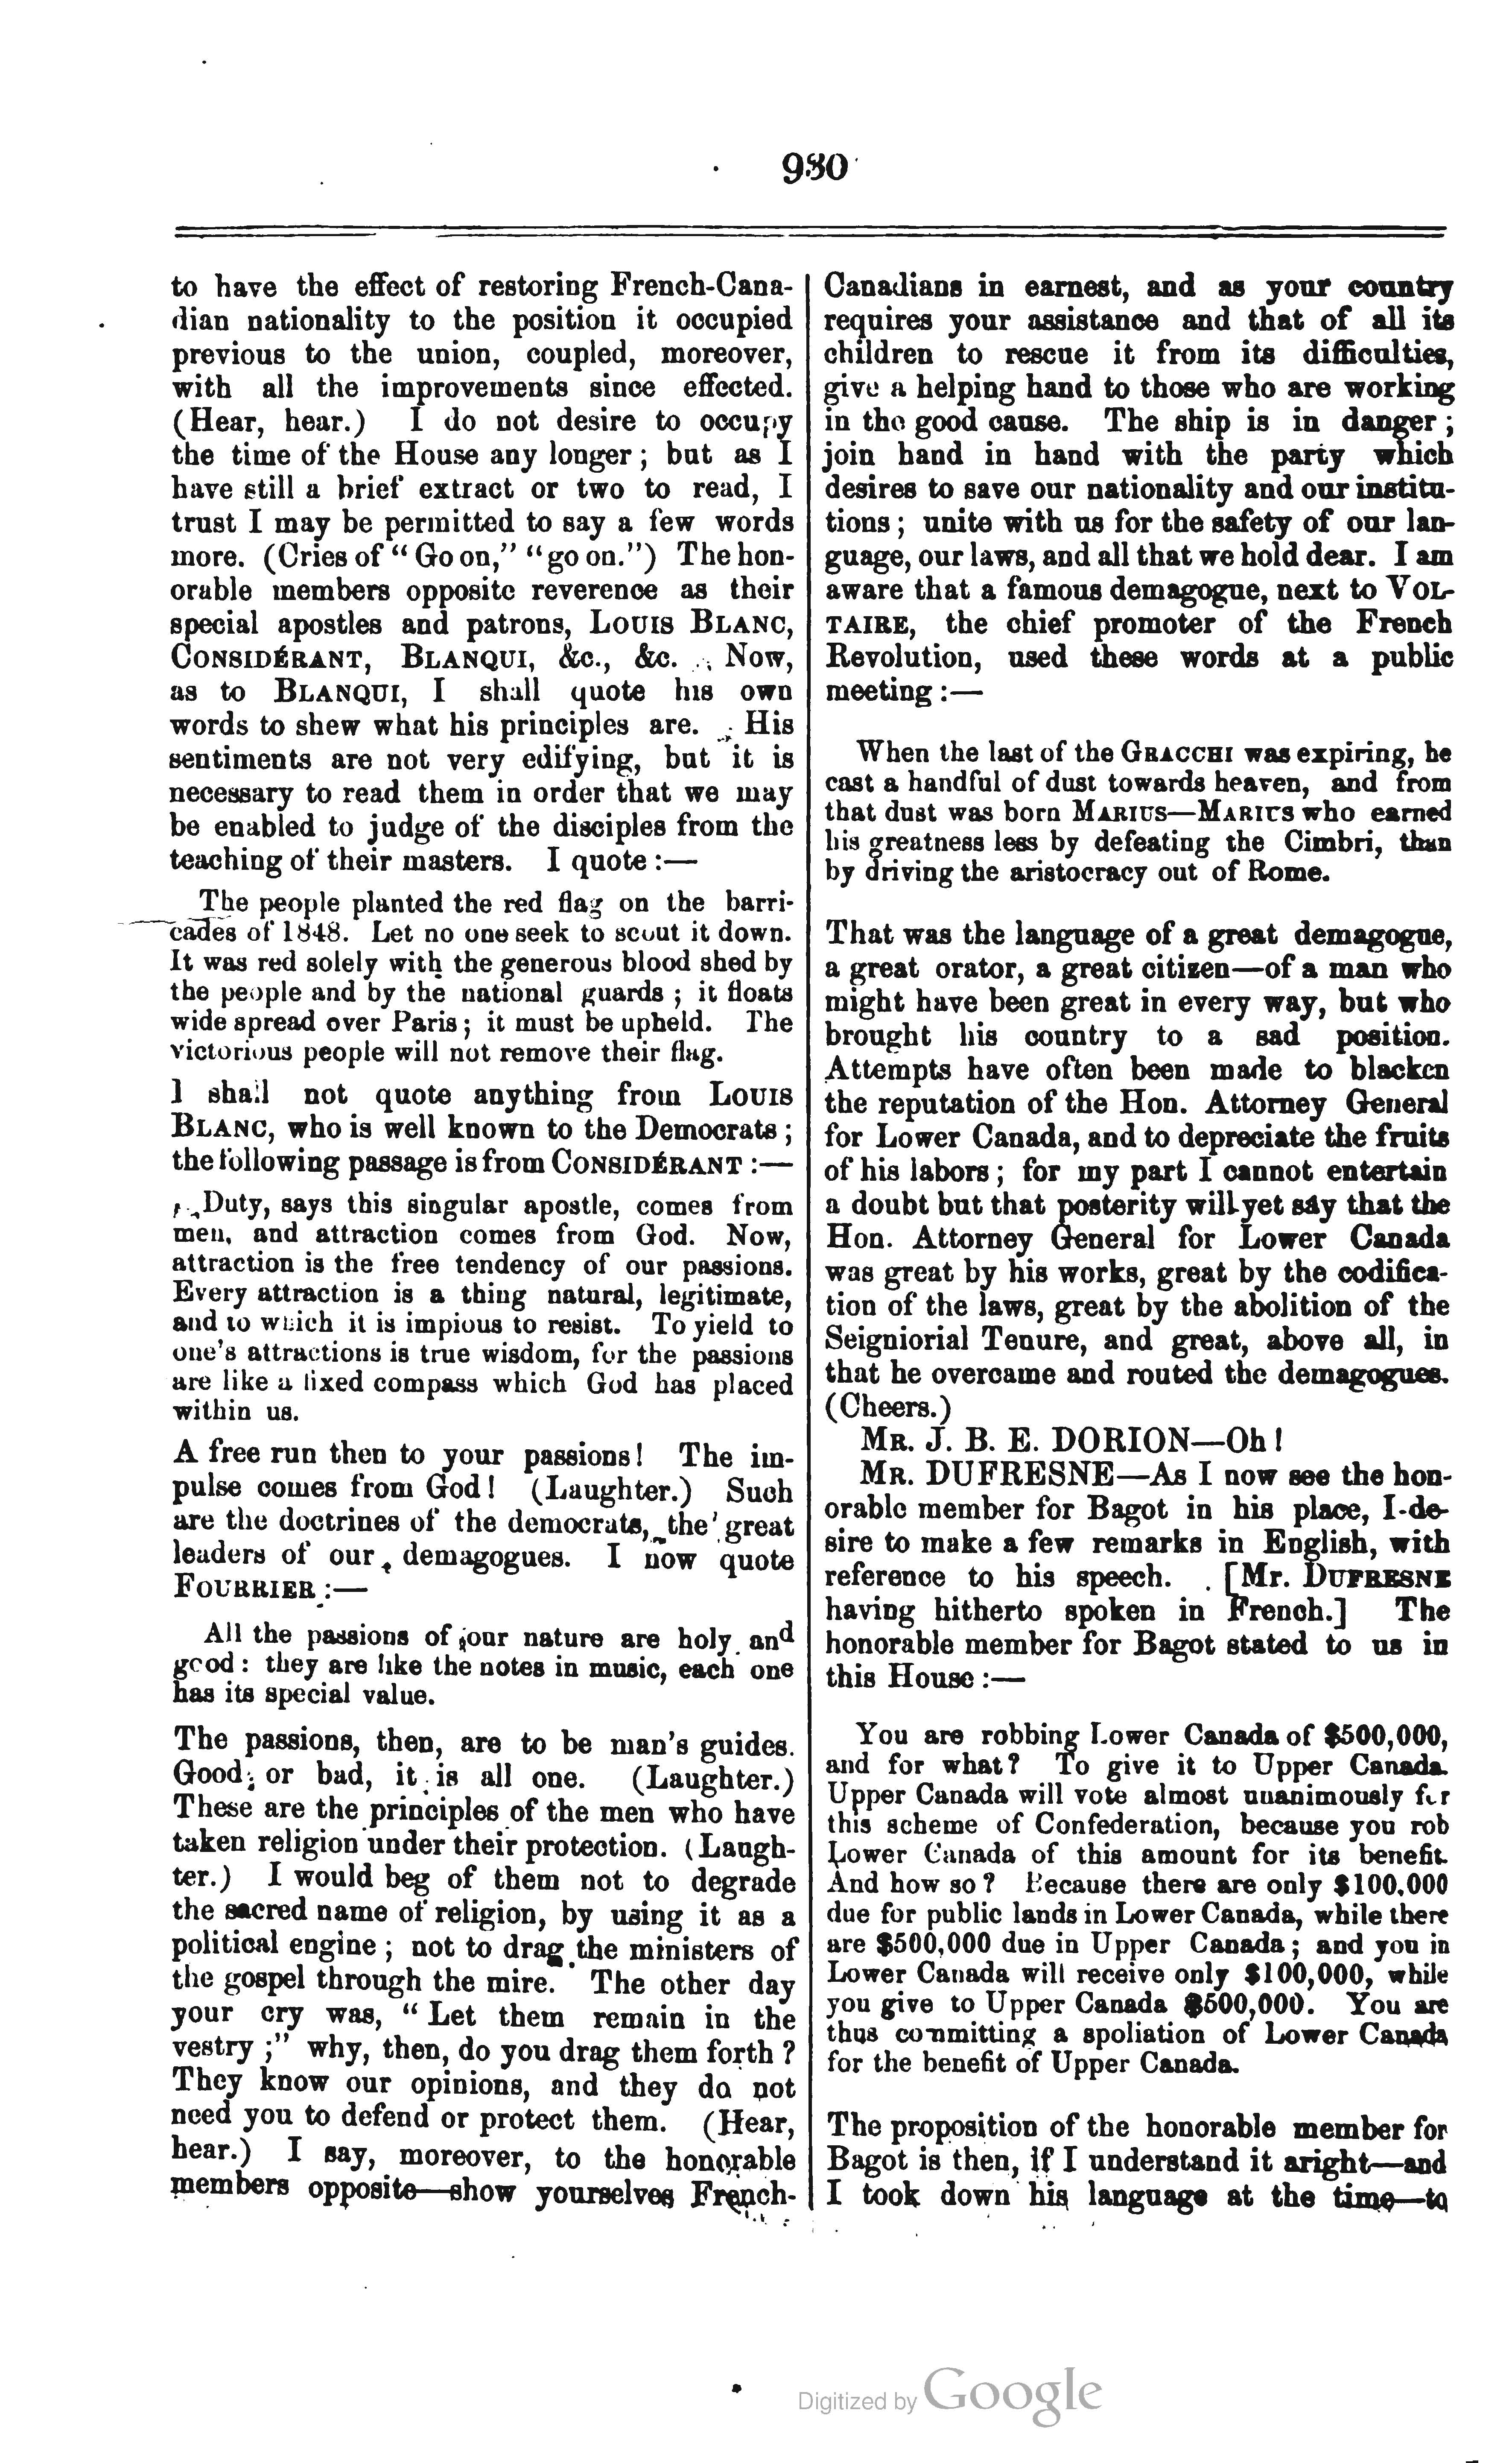 930
to have the effect of restoring French-Cana-
dian nationality to the position it occupied
previous to the union, coupled, moreover,
with all the improvements since effected.
(Hear, hear.) I do not desire to occupy
the time of the House any longer; but as I
have still a brief extract or two to read, I
trust I may be permitted to say a few words
more. (Cries of "Go on," "go on.") The hon-
orable members opposite reverence as their
special apostles and patrons, LOUIS BLANC,
CONSIDÉRANT, BLANQUI, &c., &c. Now,
as to BLANQUI, I shall quote his own
words to shew what his principles are. His
sentiments are not very edifying, but it is
necessary to read them in order that we may
be enabled to judge of the disciples from the
teaching of their masters. I quote:—
The people planted the red flag on the barri-
cades of 1848. Let no one seek to scout it down.
It was red solely with the generous blood shed by
the people and by the national guards; it floats
wide spread over Paris; it must be upheld. The
victorious people will not remove their flag.
I shall not quote anything from LOUIS
BLANC, who is well known to the Democrats;
the following passage is from CONSIDÉRANT:—
Duty, says this singular apostle, comes from
men, and attraction comes from God. Now,
attraction is the free tendency of our passions.
Every attraction is a thing natural, legitimate,
and to which it is impious to resist. To yield to
one's attractions is true wisdom, for the passions
are like a fixed compass which God has placed
within us.
A free run then to your passions! The im-
pulse comes from God! (Laughter.) Such
are the doctrines of the democrats, the great
leaders of our demagogues. I now quote
FOURRIER:—
All the passions of our nature are holy and
good: they are like the notes in music, each one
has its special value.
The passions, then, are to be man's guides.
Good or bad, it is all one. (Laughter.)
These are the principles of the men who have
taken religion under their protection. (Laugh-
ter.) I would beg of them not to degrade
the sacred name of religion, by using it as a
political engine; not to drag the ministers of
the gospel through the mire. The other day
your cry was, "Let them remain in the
vestry;" why, then, do you drag them forth?
They know our opinions, and they do not
need you to defend or protect them. (Hear,
hear.) I say, moreover, to the honorable
members opposite—show yourselves French-
Canadians in earnest, and as your country
requires your assistance and that of all its
children to rescue it from its difficulties,
give a helping hand to those who are working
in the good cause. The ship is in danger;
join hand in hand with the party which
desires to save our nationality and our institu-
tions; unite with us for the safety of our lan-
guage, our laws, and all that we hold dear. I am
aware that a famous demagogue, next to VOL-
TAIRE, the chief promoter of the French
Revolution, used these words at a public
meeting:—
When the last of the GRACCHI was expiring, he
cast a handful of dust towards heaven, and from
that dust was born MARIUS—MARIUS who earned
his greatness less by defeating the Cimbri, than
by driving the aristocracy out of Rome.
That was the language of a great demagogue,
a great orator, a great citizen—of a man who
might have been great in every way, but who
brought his country to a sad position.
Attempts have often been made to blacken
the reputation of the Hon. Attorney General
for Lower Canada, and to depreciate the fruits
of his labors; for my part I cannot entertain
a doubt but that posterity will yet say that the
Hon. Attorney General for Lower Canada
was great by his works, great by the codifica-
tion of the laws, great by the abolition of the
Seigniorial Tenure, and great, above all, in
that he overcame and routed the demagogues.
(Cheers.)
MR. J. B. E. DORION—Oh!
MR. DUFRESNE—As I now see the hon-
orable member for Bagot in his place, I de-
sire to make a few remarks in English, with
reference to his speech. [Mr. DUFRESNE
having hitherto spoken in French.] The
honorable member for Bagot stated to us in
this House:—
You are robbing Lower Canada of $500,000,
and for what? To give it to Upper Canada.
Upper Canada will vote almost unanimously for
this scheme of Confederation, because you rob
Lower Canada of this amount for its benefit.
And how so? Because there are only $100,000
due for public lands in Lower Canada, while there
are $500,000 due in Upper Canada; and you in
Lower Canada will receive only $100,000, while
you give to Upper Canada $500,000. You are
thus committing a spoliation of Lower Canada
for the benefit of Upper Canada.
The proposition of the honorable member for
Bagot is then, if I understand it aright—and
I took down his language at the time—to
Digitized by Google